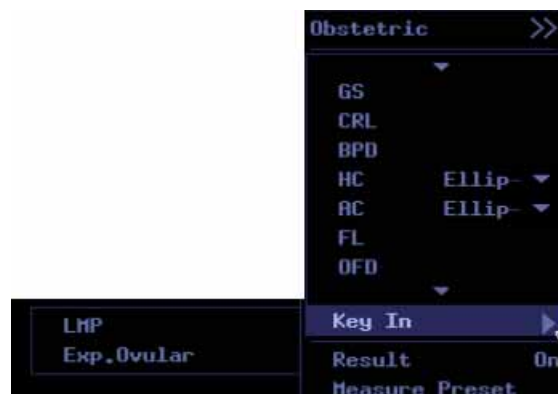 Obstetric >>
GS
CRL
BPD
HC Ellip-
AC Ellip-
FL
OFD
LMP
Exp.Ovular
Key In
Result On
Measure Preset